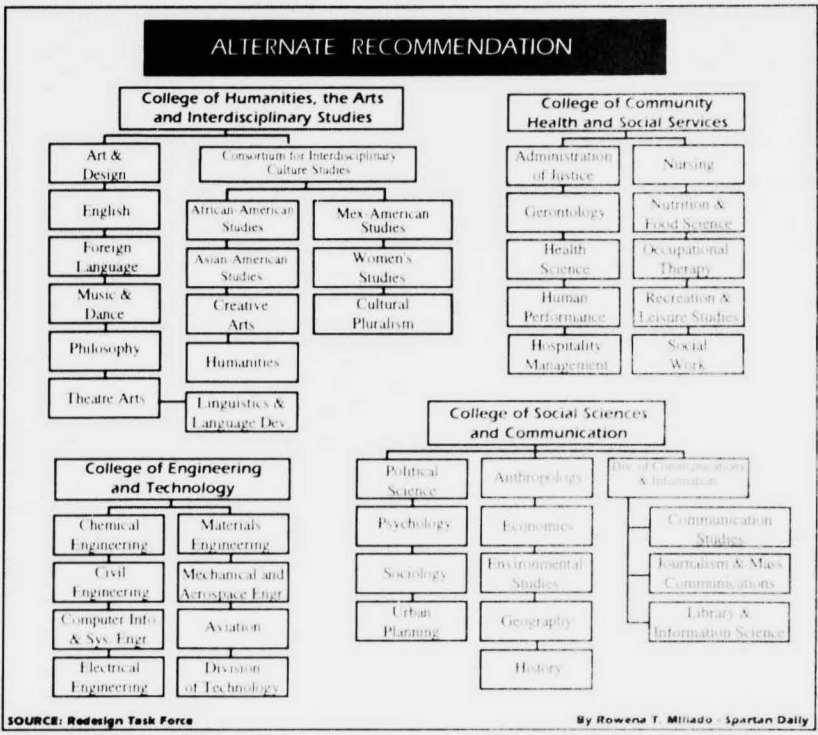 ALTERNATE RECOMMENDATION
College of Humanities, the Arts
and Interdisciplinary Studies
Art &
Design
English
Foreign
Language
Music &
Dance
Philosophy
Theatre Arts
Consortium for Interdisciplinary
Culture Studies
African-American
Studies
Asian-American
Studies
Creative
Arts
Humanities
Linguistics &
Language Dev
Mex-American
Studies
Women's
Studies
Cultural
Pluralism
College of Community
Health and Social Services
Administration
of Justice
Gerontology
Health
Science
Human
Performance
Hospitality
Management
Nursing
Nutrition &
Food Science
Occupational
Therapy
Recreation &
Leisure Studies
Social
Work
College of Engineering
and Technology
Chemical
Engineering
Civil
Engineering
Computer Info
& Sys. Engr.
Electrical
Engineering
Materials
Engineering
Mechanical and
Aerospace Engr
Aviation
Division
of Technology
College of Social Sciences
and Communication
Political
Science
Psychology
Sociology
Urban
Planning
Anthropology
Economics
Environmental
Studies
Geography
History
Div. of Communications
& Information
Communication
Studies
Journalism & Mass
Communications
Library &
Information Science
SOURCE: Redesign Task Force
By Rowena T. Millado - Spartan Daily